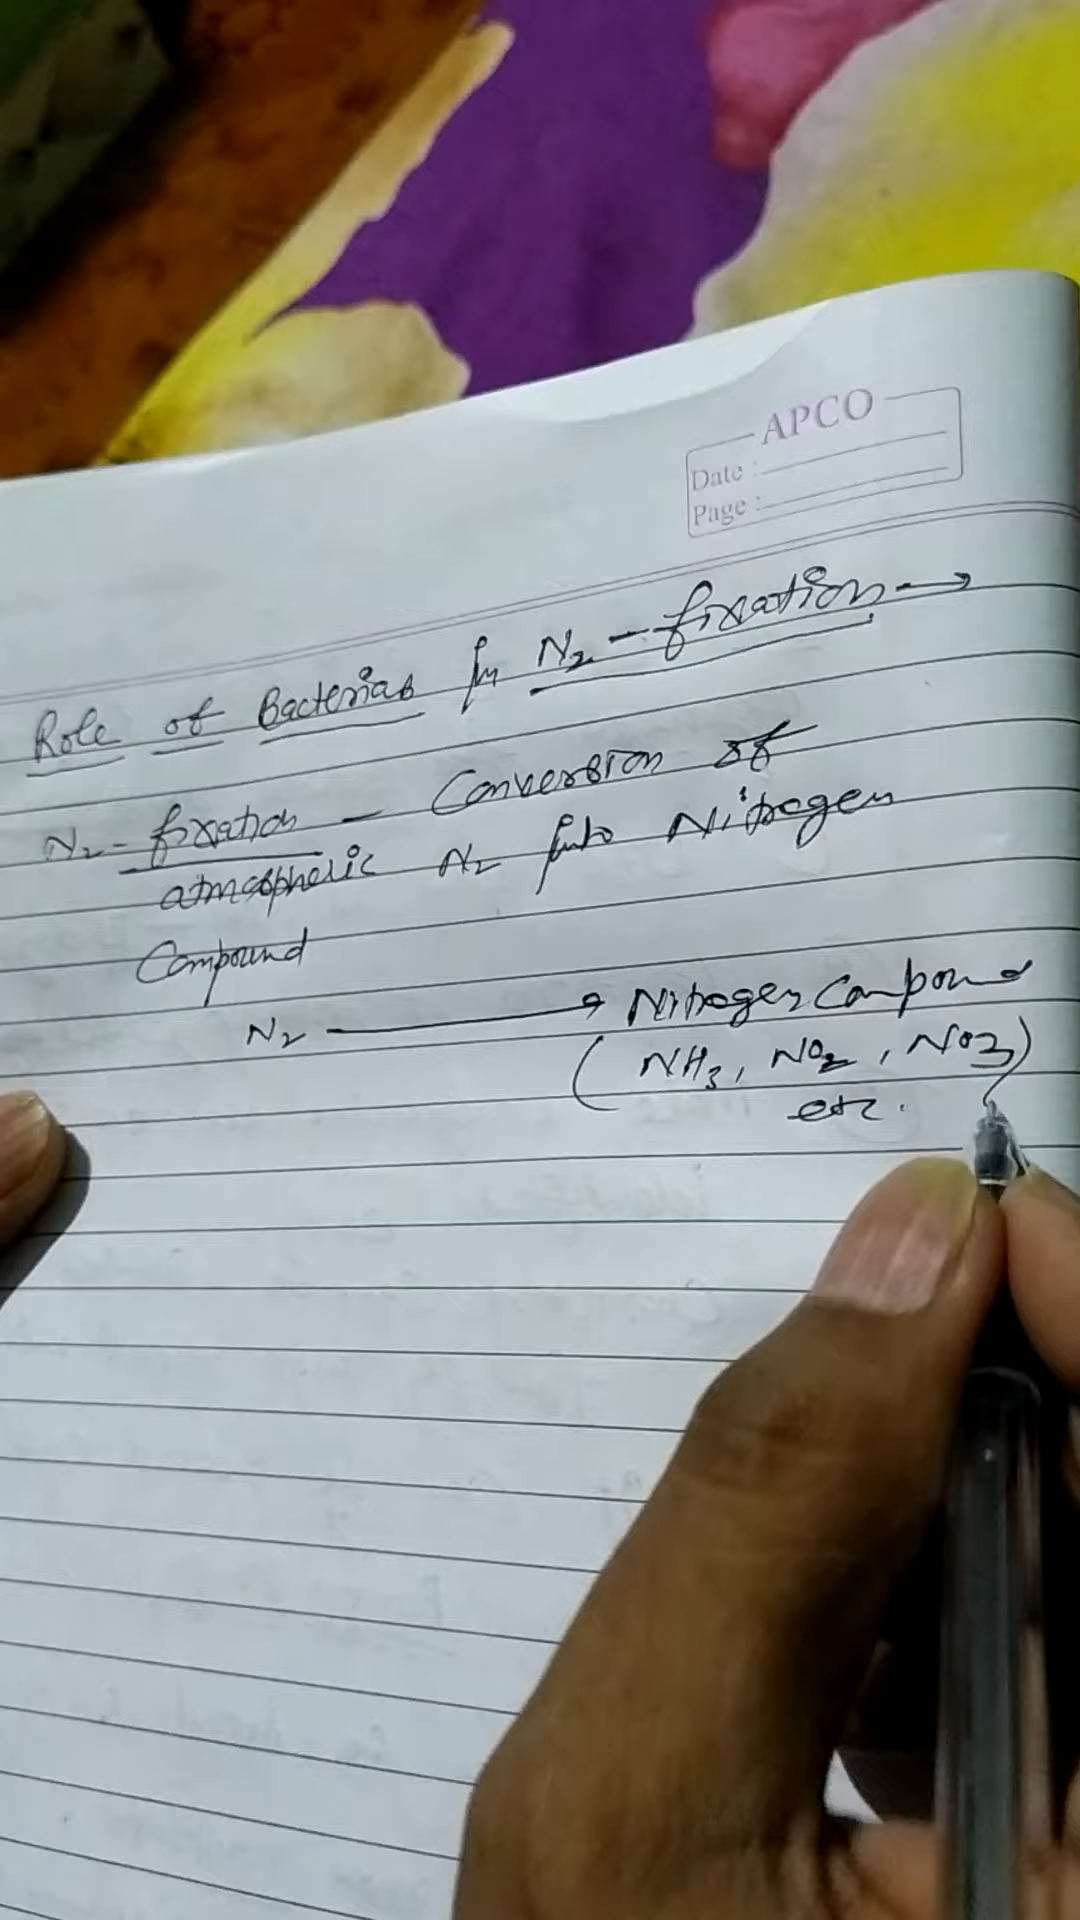 APCO
Date :
Page :
Role of Bacterias in N₂ - fixation →
N₂ - fixation - Conversion of
atmospheric N₂ into Nitrogen
Compound
N₂ → Nitrogen Compound
( NH₃, NO₂, NO3 )
etc.